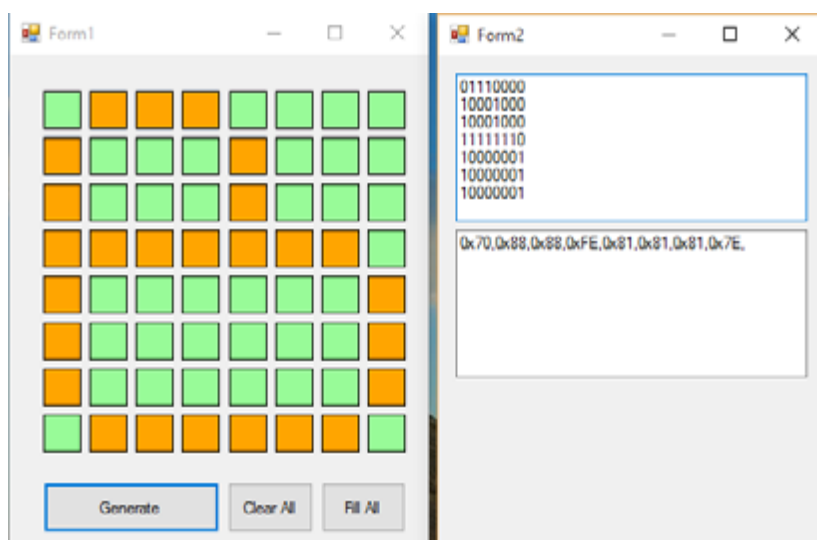 Form1
Generate
Clear All
Fill All
Form2
01110000
10001000
10001000
11111110
10000001
10000001
10000001
0x70,0x88,0x88,0xFE,0x81,0x81,0x81,0x7E,